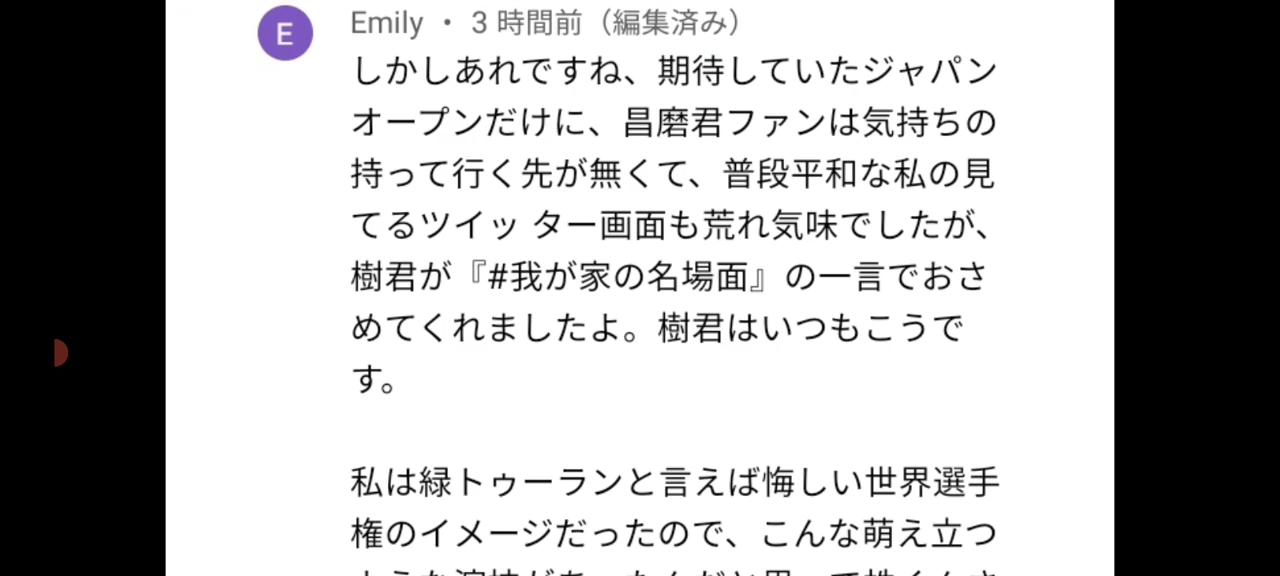 E
Emily ・ 3 時間前（編集済み）
しかしあれですね、期待していたジャパン
オープンだけに、昌磨君ファンは気持ちの
持って行く先が無くて、普段平和な私の見
てるツイッ ター画面も荒れ気味でしたが、
樹君が『#我が家の名場面』の一言でおさ
めてくれましたよ。樹君はいつもこうで
す。
私は緑トゥーランと言えば悔しい世界選手
権のイメージだったので、こんな萌え立つ